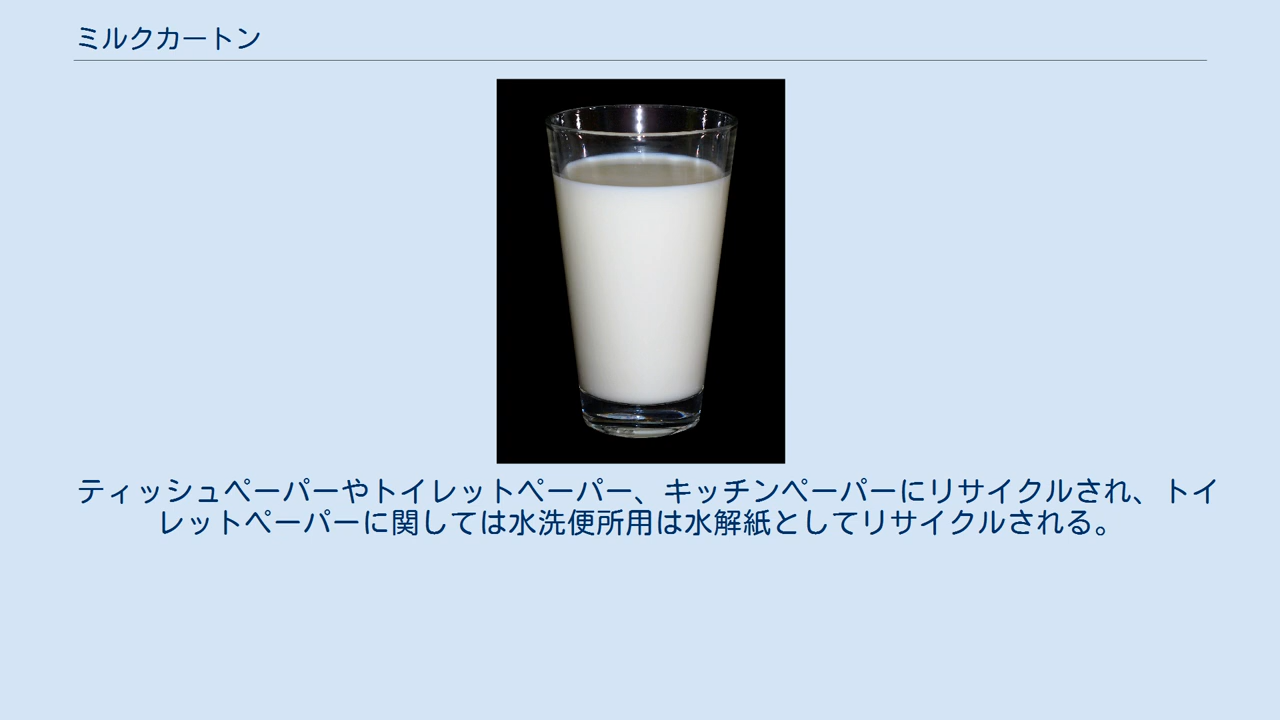 ミルクカートン
ティッシュペーパーやトイレットペーパー、キッチンペーパーにリサイクルされ、トイ
レットペーパーに関しては水洗便所用は水解紙としてリサイクルされる。